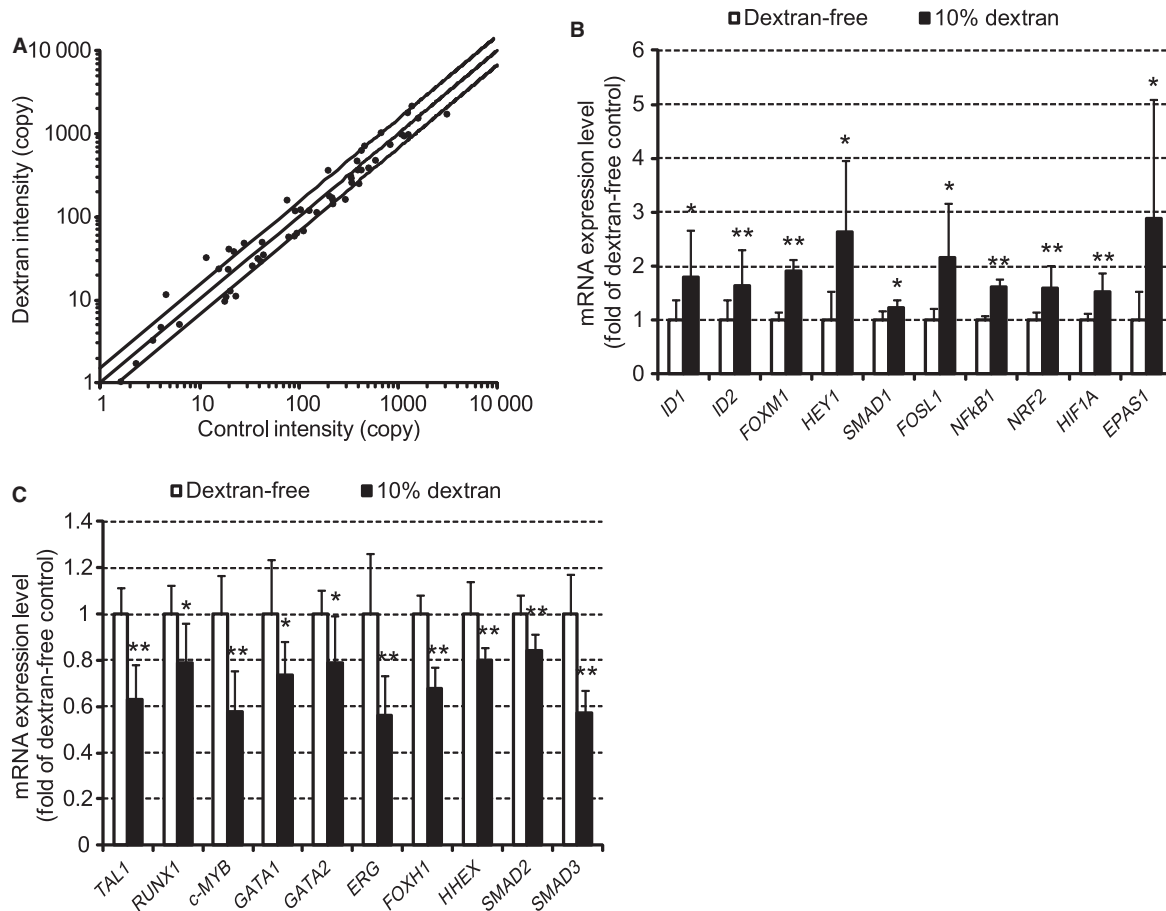 A
10 000
1000
100
10
1
Dextran intensity (copy)
1 10 100 1000 10 000
Control intensity (copy)
B
Dextran-free 10% dextran
6
5
4
3
2
1
0
mRNA expression level
(fold of dextran-free control)
* ** ** * * * ** ** ** *
ID1 ID2 FOXM1 HEY1 SMAD1 FOSL1 NFkB1 NRF2 HIF1A EPAS1
C
Dextran-free 10% dextran
1.4
1.2
1
0.8
0.6
0.4
0.2
0
mRNA expression level
(fold of dextran-free control)
** * ** * * ** ** ** ** **
TAL1 RUNX1 c-MYB GATA1 GATA2 ERG FOXH1 HHEX SMAD2 SMAD3